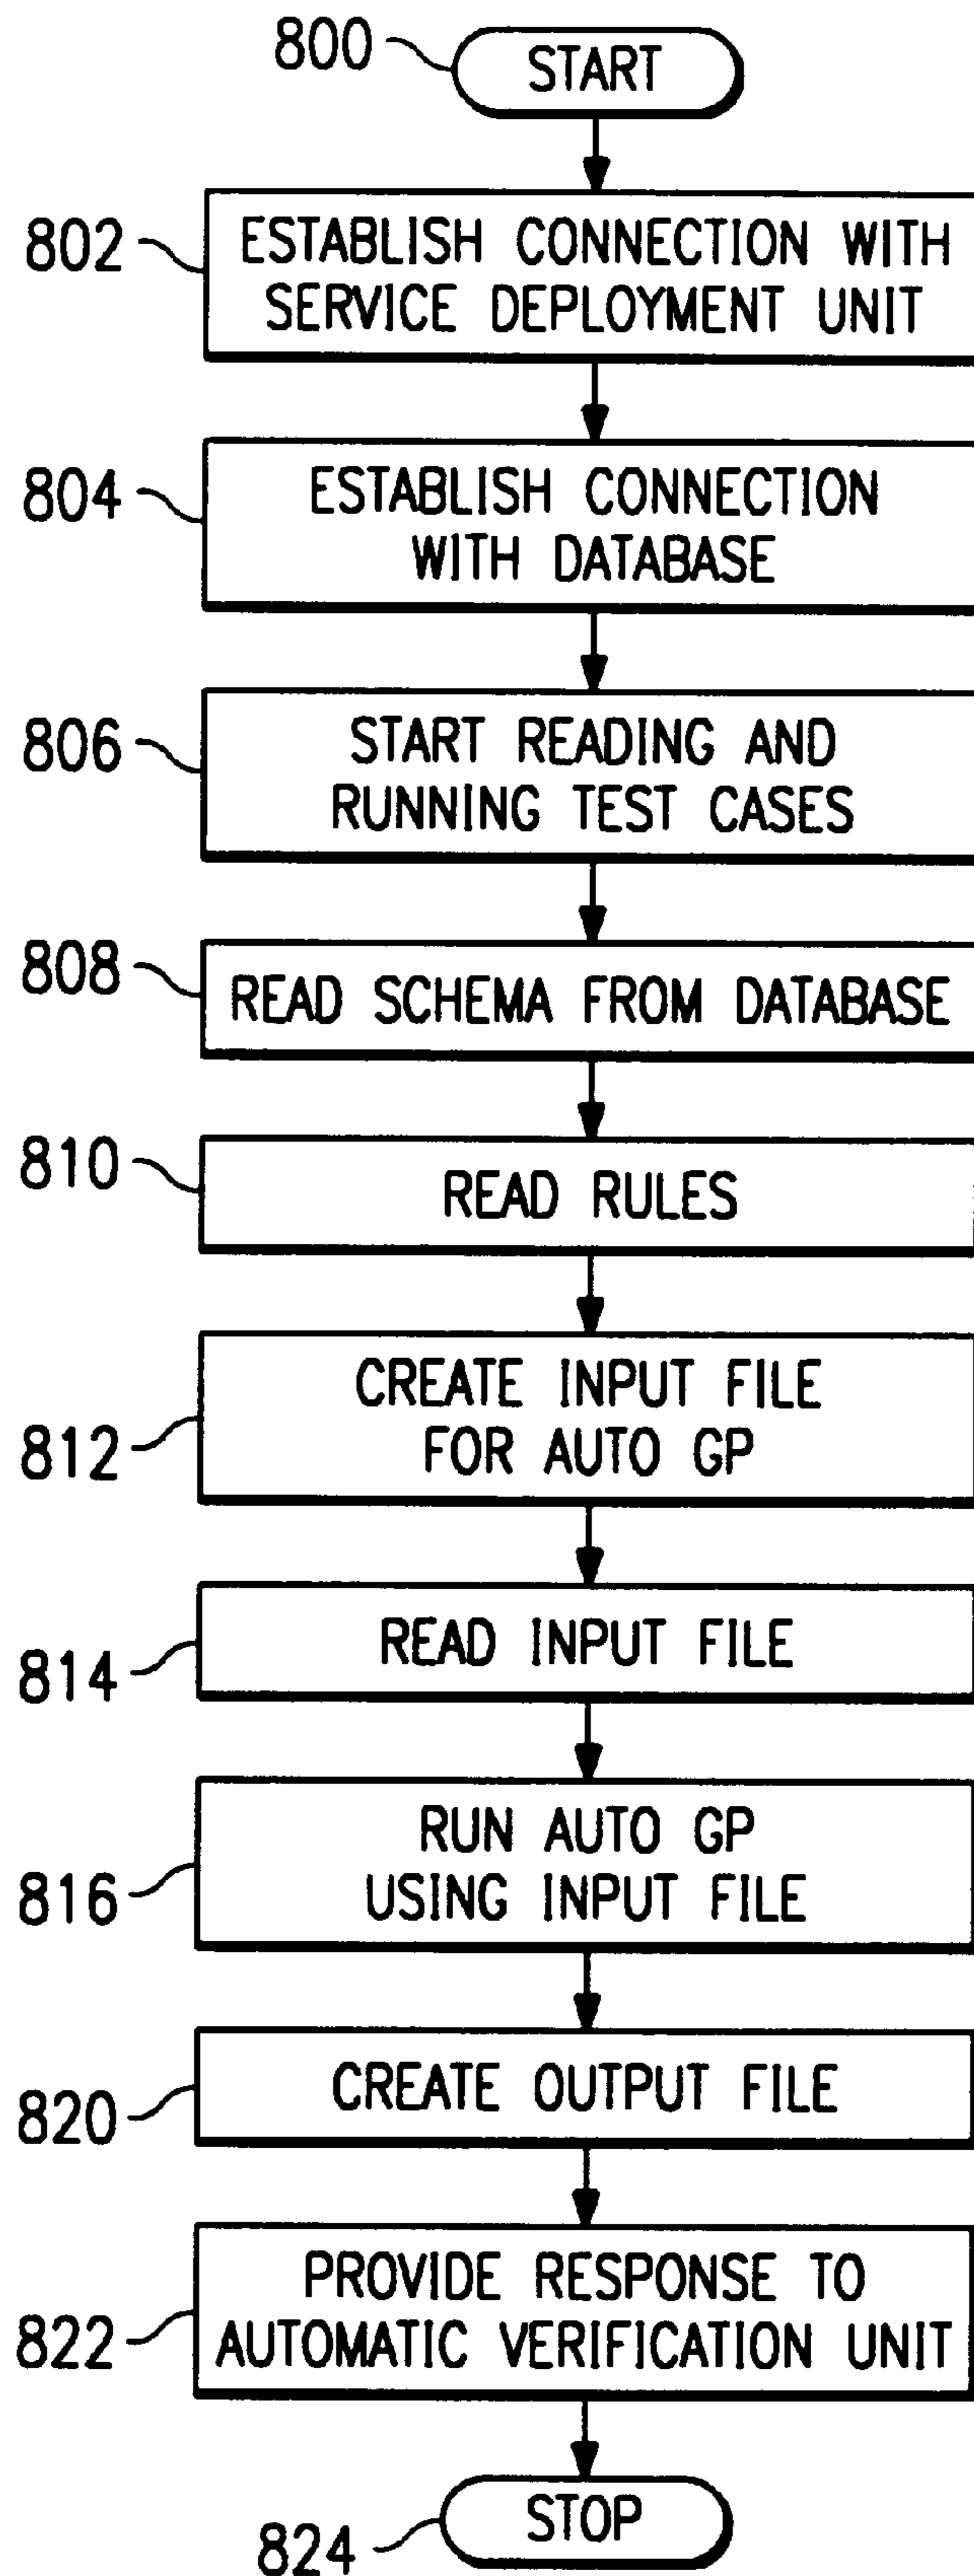 800
START
802
ESTABLISH CONNECTION WITH
SERVICE DEPLOYMENT UNIT
804
ESTABLISH CONNECTION
WITH DATABASE
806
START READING AND
RUNNING TEST CASES
808
READ SCHEMA FROM DATABASE
810
READ RULES
812
CREATE INPUT FILE
FOR AUTO GP
814
READ INPUT FILE
816
RUN AUTO GP
USING INPUT FILE
820
CREATE OUTPUT FILE
822
PROVIDE RESPONSE TO
AUTOMATIC VERIFICATION UNIT
824
STOP